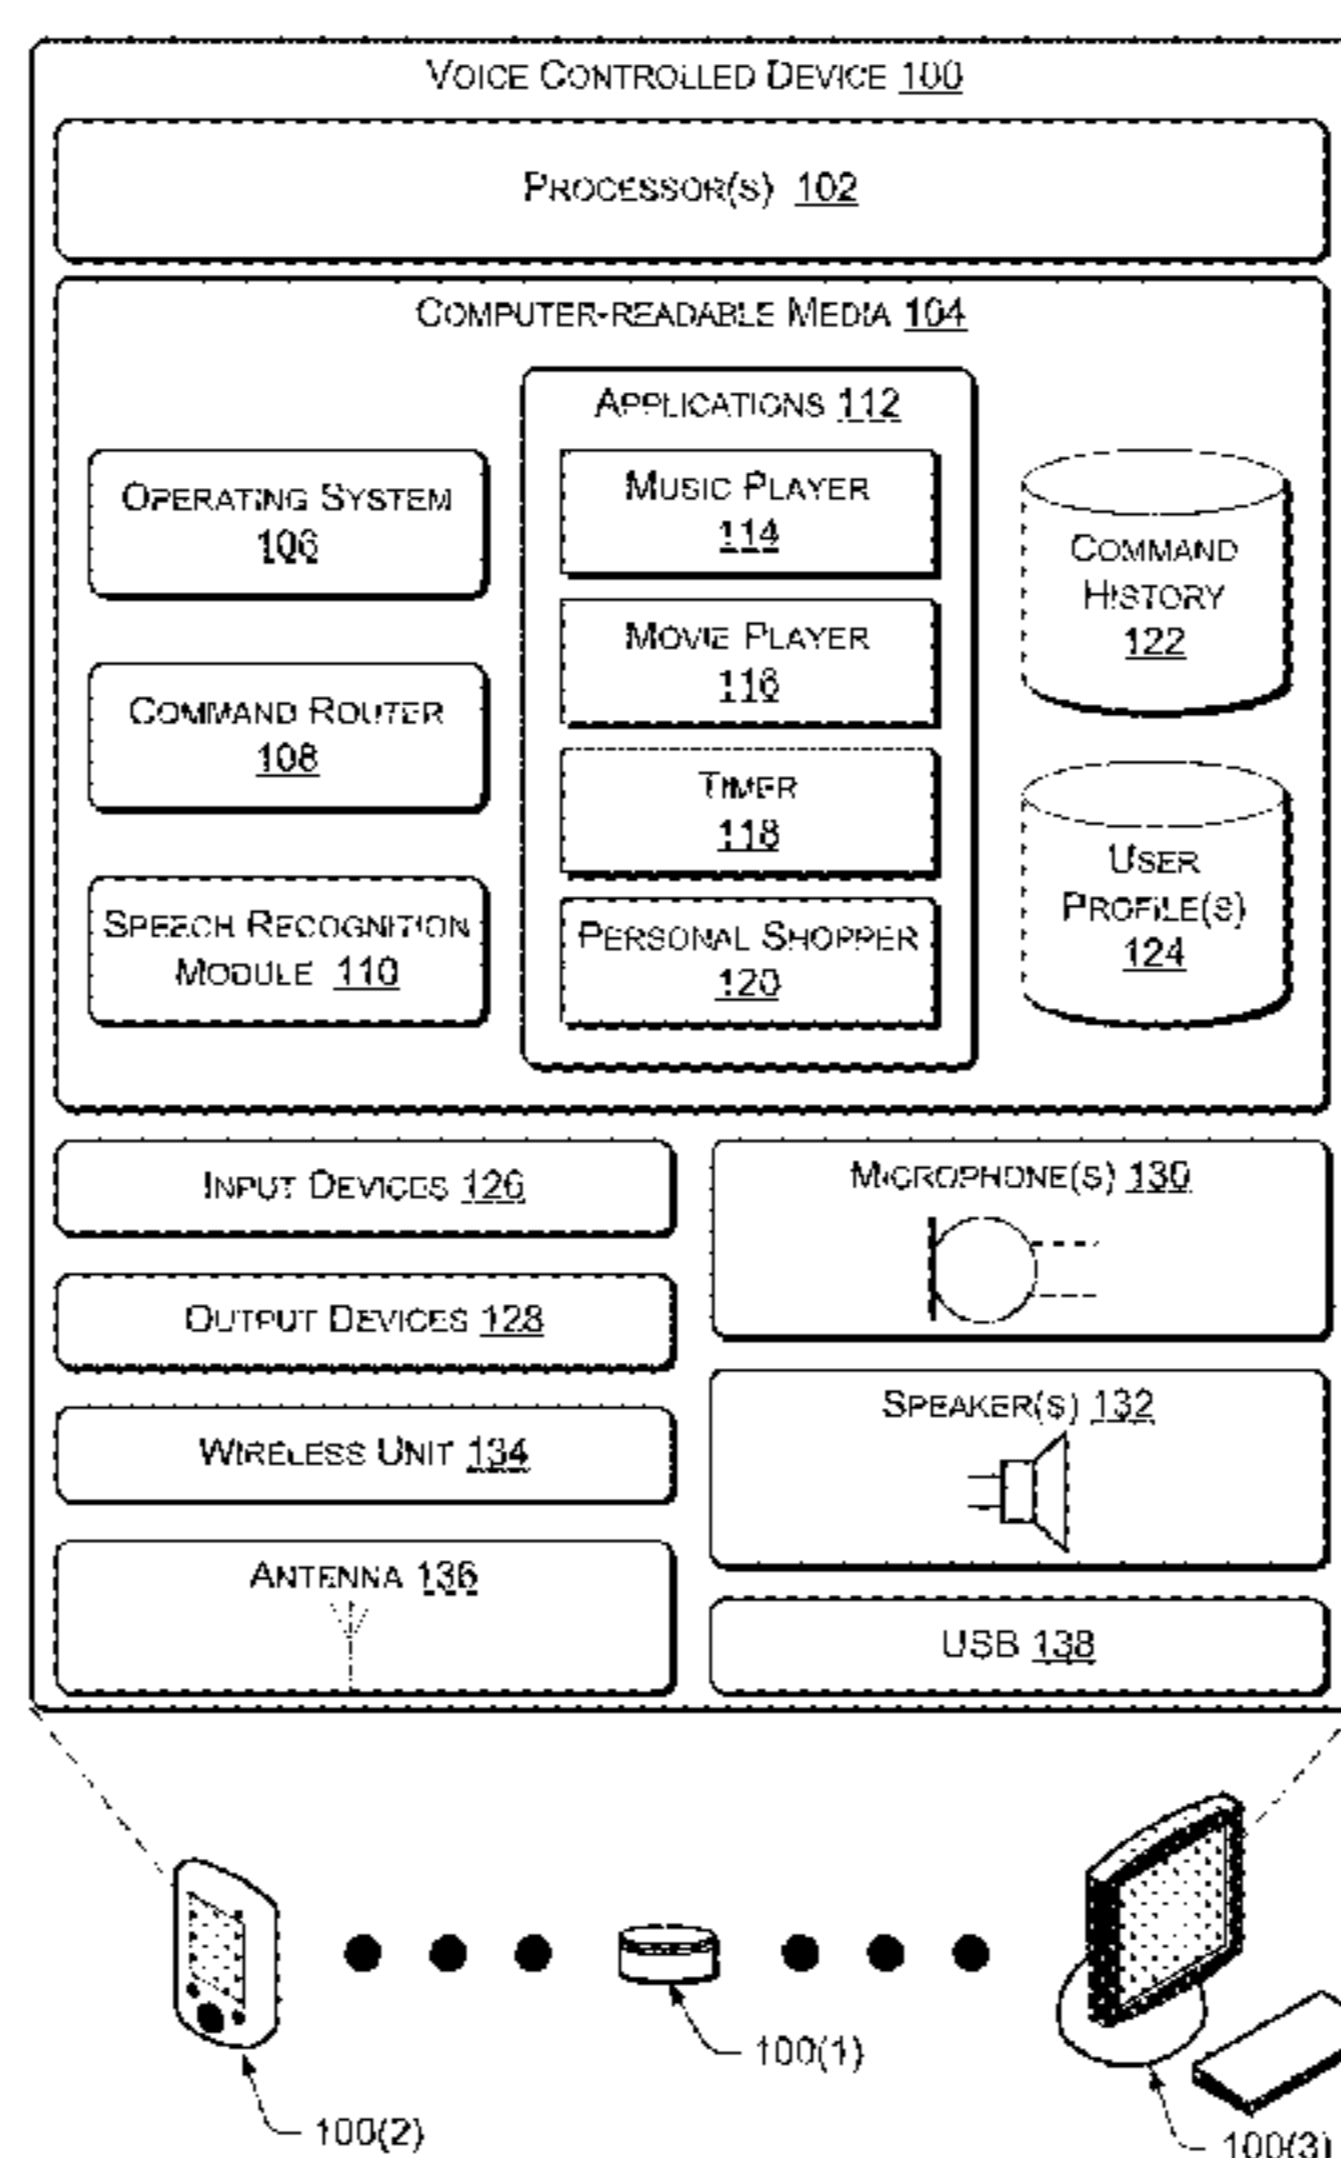 VOICE CONTROLLED DEVICE 100
PROCESSOR(S) 102
COMPUTER-READABLE MEDIA 104
OPERATING SYSTEM
106
COMMAND ROUTER
108
SPEECH RECOGNITION
MODULE 110
APPLICATIONS 112
MUSIC PLAYER
114
MOVIE PLAYER
116
TIMER
118
PERSONAL SHOPPER
120
COMMAND
HISTORY
122
USER
PROFILE(S)
124
INPUT DEVICES 126
OUTPUT DEVICES 128
WIRELESS UNIT 134
ANTENNA 136
MICROPHONE(S) 130
SPEAKER(S) 132
USB 138
100(2)
100(1)
100(3)